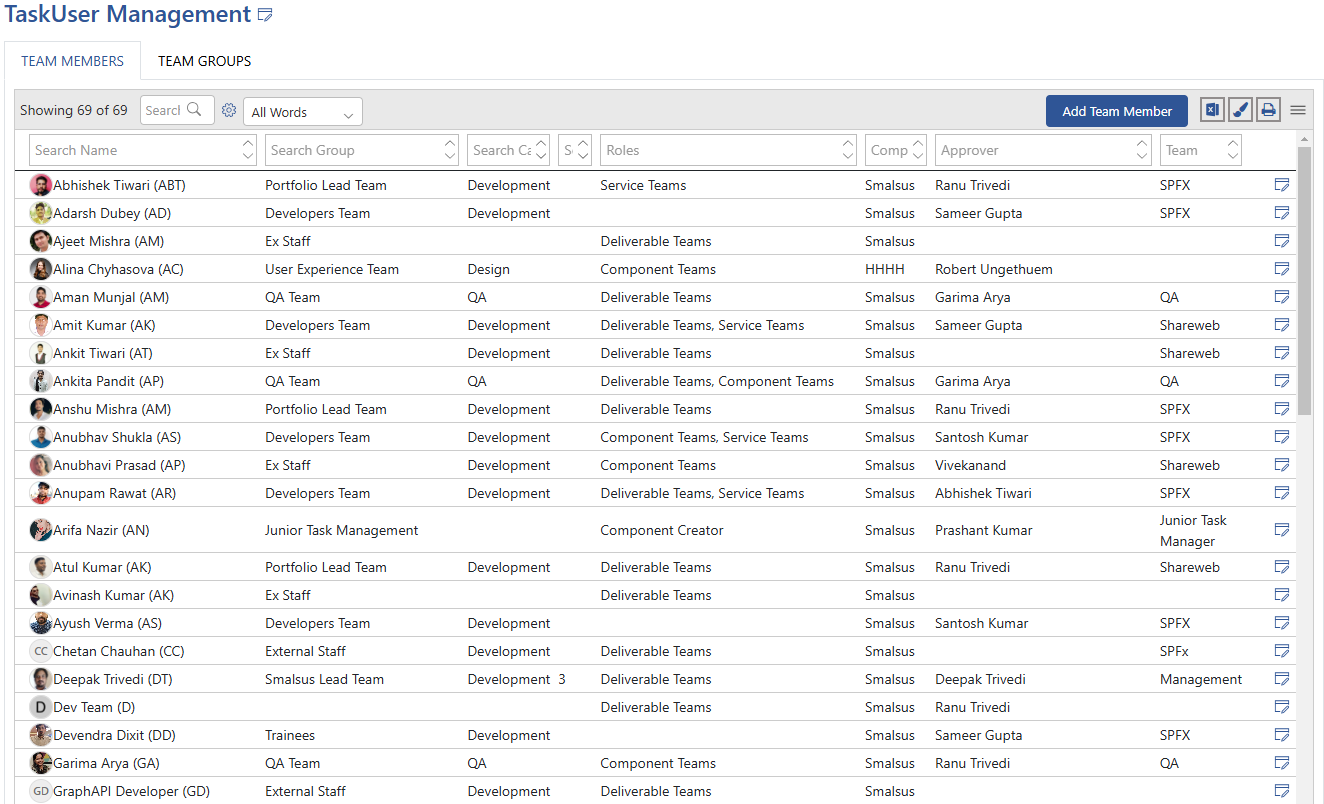 TaskUser Management
TEAM MEMBERS TEAM GROUPS
Showing 69 of 69 Search All Words Add Team Member
Search Name Search Group Search Ca S Roles Comp Approver Team
Abhishek Tiwari (ABT) Portfolio Lead Team Development Service Teams Smalsus Ranu Trivedi SPFX
Adarsh Dubey (AD) Developers Team Development Smalsus Sameer Gupta SPFX
Ajeet Mishra (AM) Ex Staff Deliverable Teams Smalsus
Alina Chyhasova (AC) User Experience Team Design Component Teams HHHH Robert Ungethuem
Aman Munjal (AM) QA Team QA Deliverable Teams Smalsus Garima Arya QA
Amit Kumar (AK) Developers Team Development Deliverable Teams, Service Teams Smalsus Sameer Gupta Shareweb
Ankit Tiwari (AT) Ex Staff Development Deliverable Teams Smalsus Shareweb
Ankita Pandit (AP) QA Team QA Deliverable Teams, Component Teams Smalsus Garima Arya QA
Anshu Mishra (AM) Portfolio Lead Team Development Deliverable Teams Smalsus Ranu Trivedi SPFX
Anubhav Shukla (AS) Developers Team Development Component Teams, Service Teams Smalsus Santosh Kumar SPFX
Anubhavi Prasad (AP) Ex Staff Development Component Teams Smalsus Vivekanand Shareweb
Anupam Rawat (AR) Developers Team Development Deliverable Teams, Service Teams Smalsus Abhishek Tiwari SPFX
Arifa Nazir (AN) Junior Task Management Component Creator Smalsus Prashant Kumar Junior Task
Manager
Atul Kumar (AK) Portfolio Lead Team Development Deliverable Teams Smalsus Ranu Trivedi Shareweb
Avinash Kumar (AK) Ex Staff Deliverable Teams Smalsus
Ayush Verma (AS) Developers Team Development Smalsus Santosh Kumar SPFX
CC Chetan Chauhan (CC) External Staff Development Deliverable Teams Smalsus SPFx
Deepak Trivedi (DT) Smalsus Lead Team Development 3 Deliverable Teams Smalsus Deepak Trivedi Management
D Dev Team (D) Deliverable Teams Smalsus Ranu Trivedi
Devendra Dixit (DD) Trainees Development Smalsus Sameer Gupta SPFX
Garima Arya (GA) QA Team QA Component Teams Smalsus Ranu Trivedi QA
GD GraphAPI Developer (GD) External Staff Development Deliverable Teams Smalsus